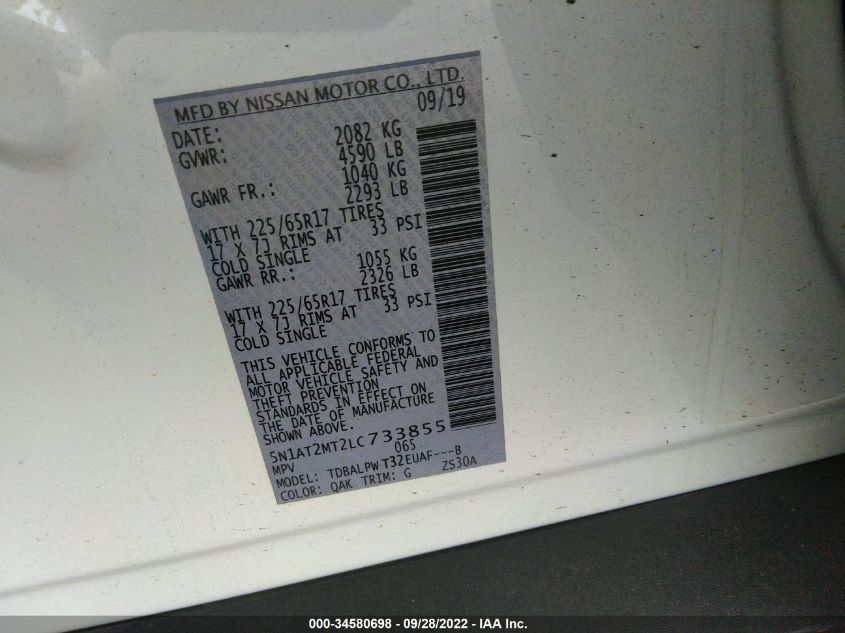 MFD BY NISSAN MOTOR CO., LTD.
DATE: 09/19
GVWR: 2082 KG
4590 LB
GAWR FR.: 1040 KG
2293 LB
WITH 225/65R17 TIRES
17 X 7J RIMS AT 33 PSI
COLD SINGLE
GAWR RR.: 1055 KG
2326 LB
WITH 225/65R17 TIRES
17 X 7J RIMS AT 33 PSI
COLD SINGLE
THIS VEHICLE CONFORMS TO
ALL APPLICABLE FEDERAL
MOTOR VEHICLE SAFETY AND
THEFT PREVENTION
STANDARDS IN EFFECT ON
THE DATE OF MANUFACTURE
SHOWN ABOVE.
5N1AT2MT2LC733855
MPV 065
MODEL: TDBALPWT32EUAF---B
COLOR: QAK TRIM: G ZS30A
000-34580698 - 09/28/2022 - IAA Inc.